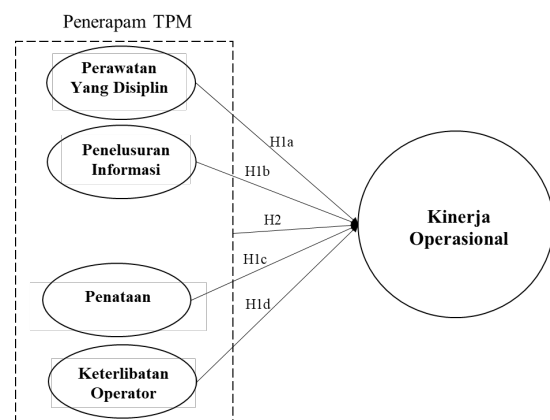 Penerapam TPM
Perawatan
Yang Disiplin
Penelusuran
Informasi
Penataan
Keterlibatan
Operator
H1a
H1b
H2
H1c
H1d
Kinerja
Operasional